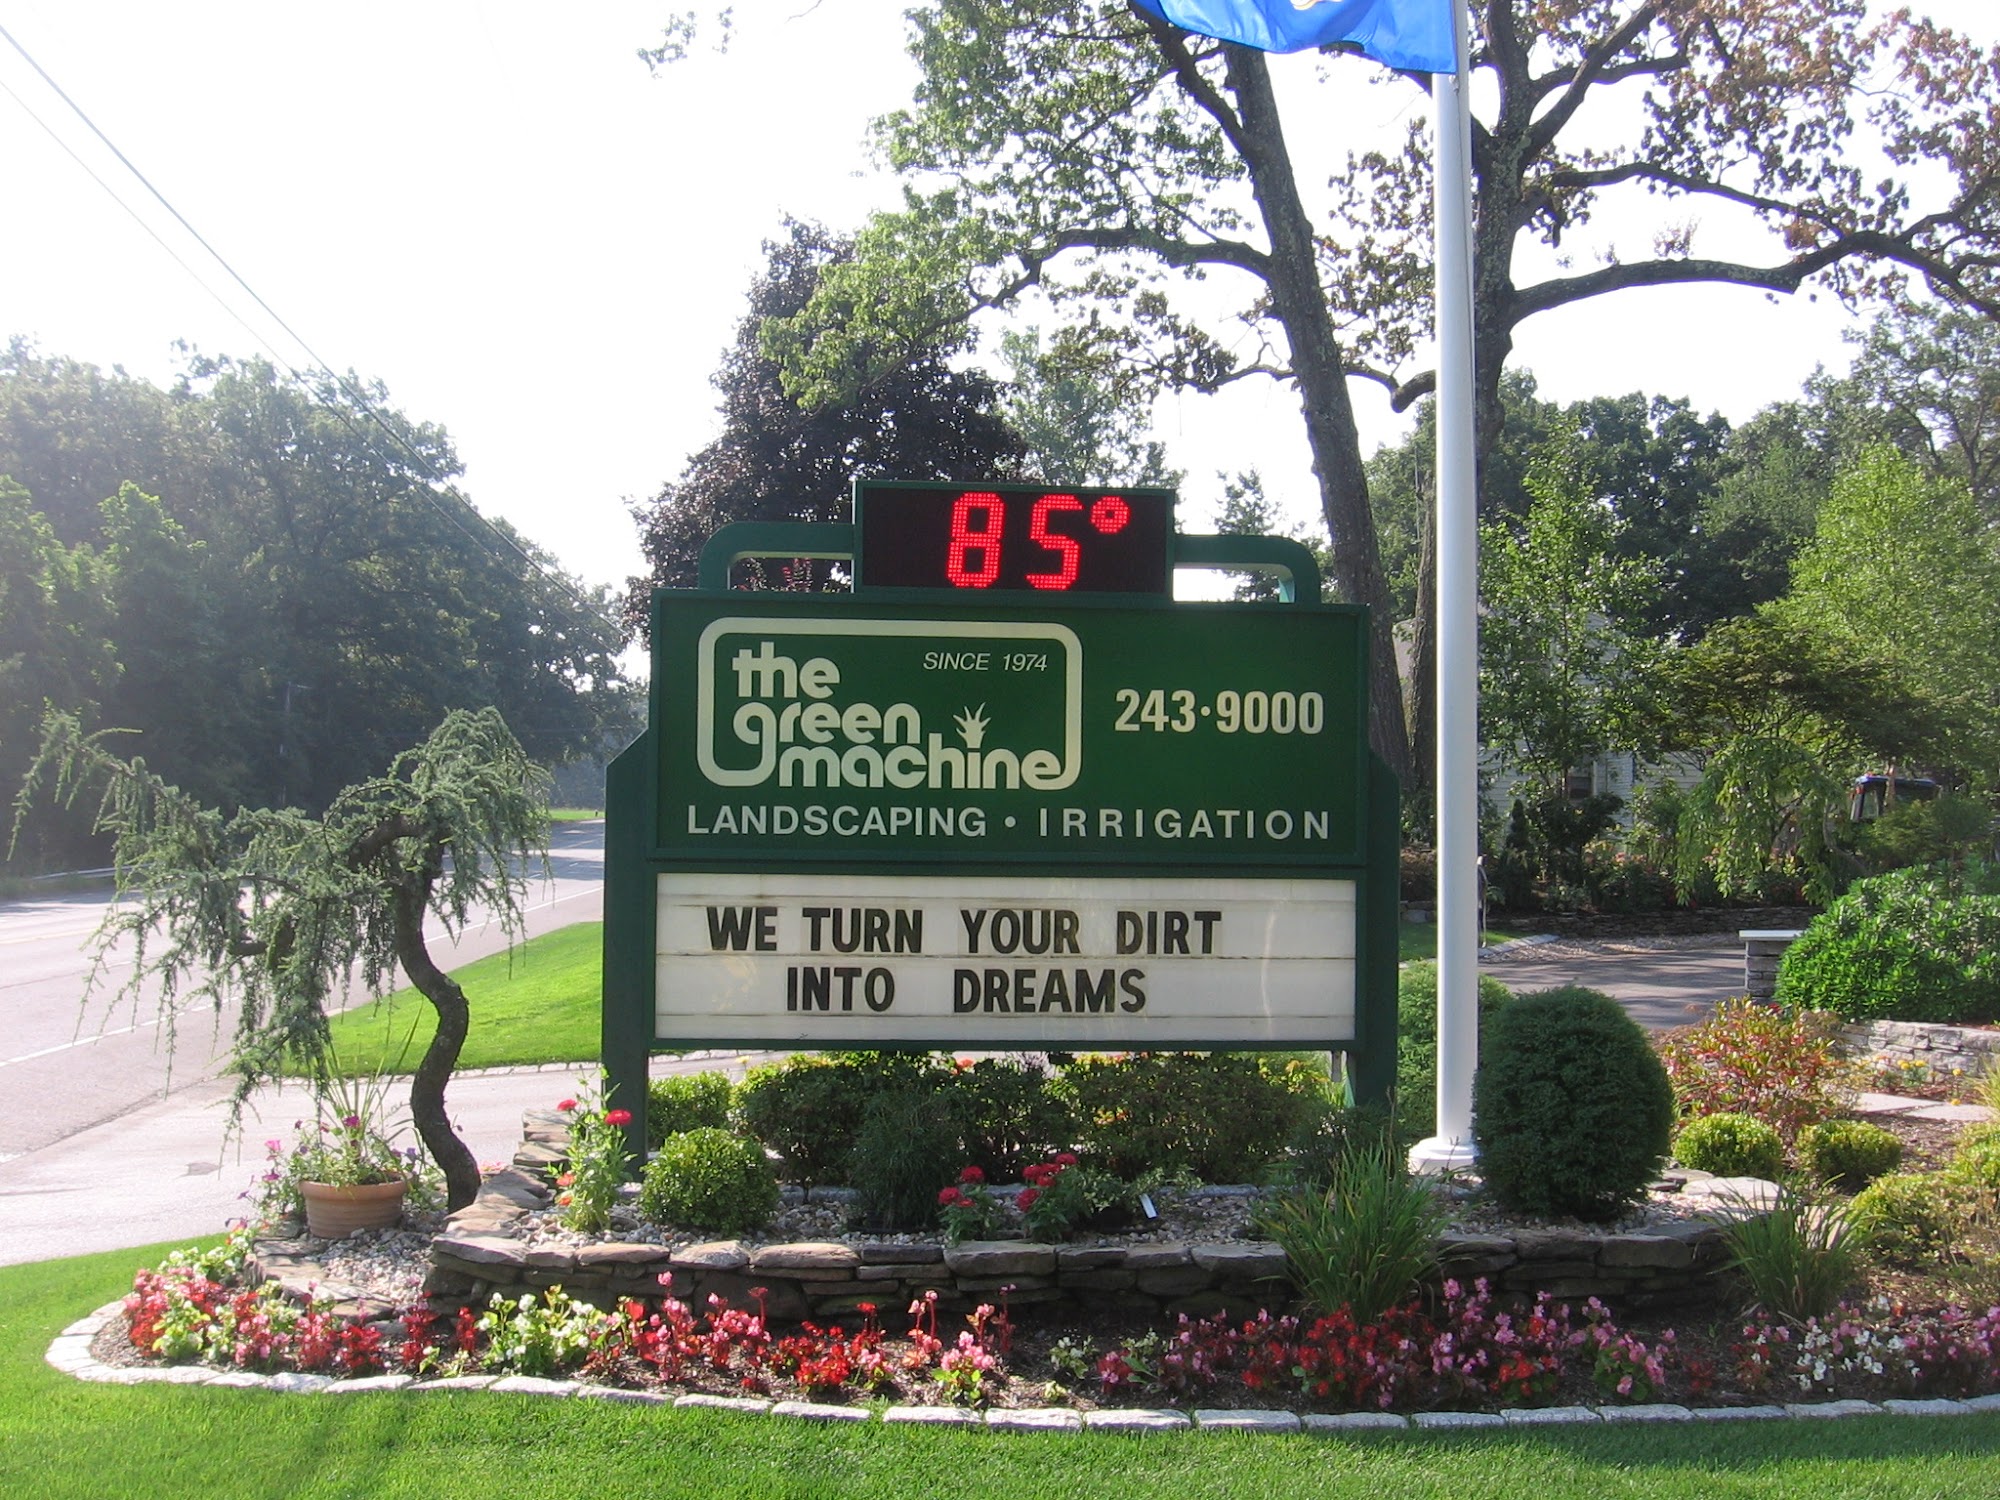 85°
SINCE 1974
the
green
machine
243·9000
LANDSCAPING • IRRIGATION
WE TURN YOUR DIRT
INTO DREAMS